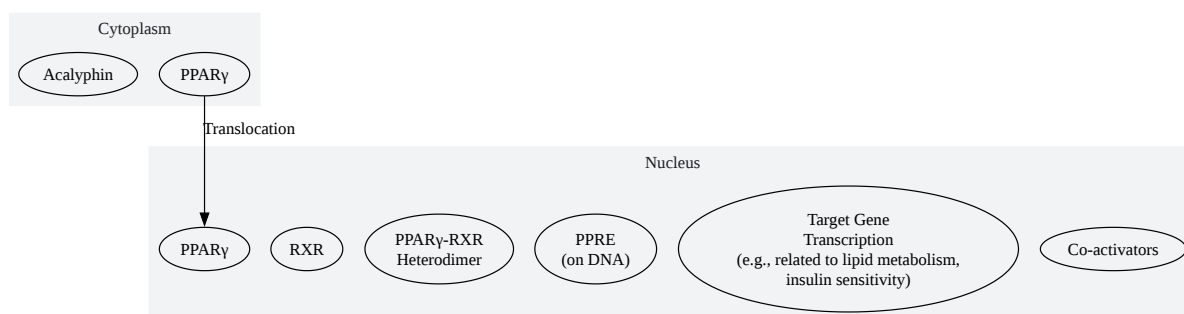 Cytoplasm
Acalyphin
PPARγ
Translocation
Nucleus
PPARγ
RXR
PPARγ-RXR
Heterodimer
PPRE
(on DNA)
Target Gene
Transcription
(e.g., related to lipid metabolism,
insulin sensitivity)
Co-activators